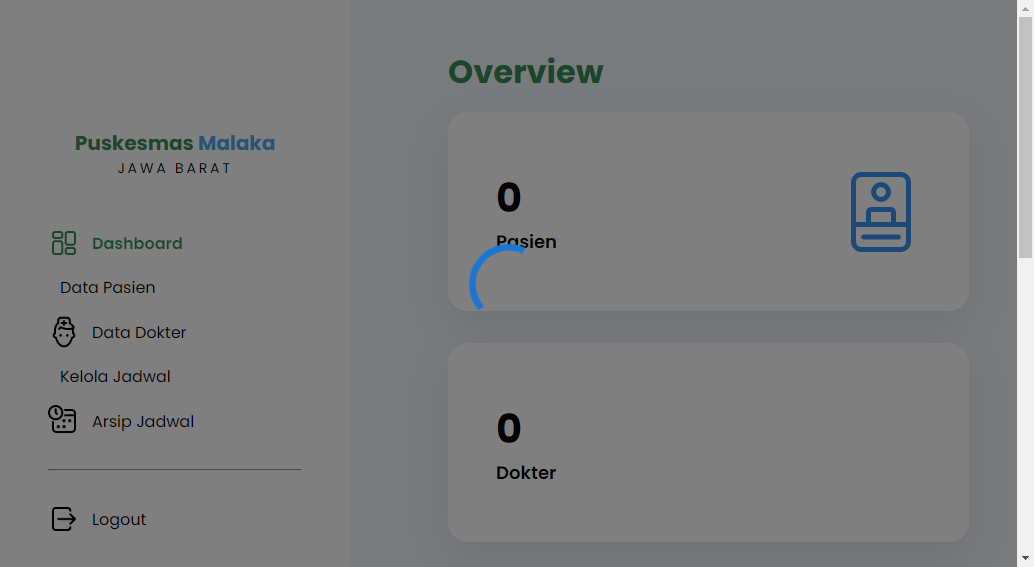 Puskesmas Malaka
JAWA BARAT
Dashboard
Data Pasien
Data Dokter
Kelola Jadwal
Arsip Jadwal
Logout
Overview
0
Pasien
0
Dokter